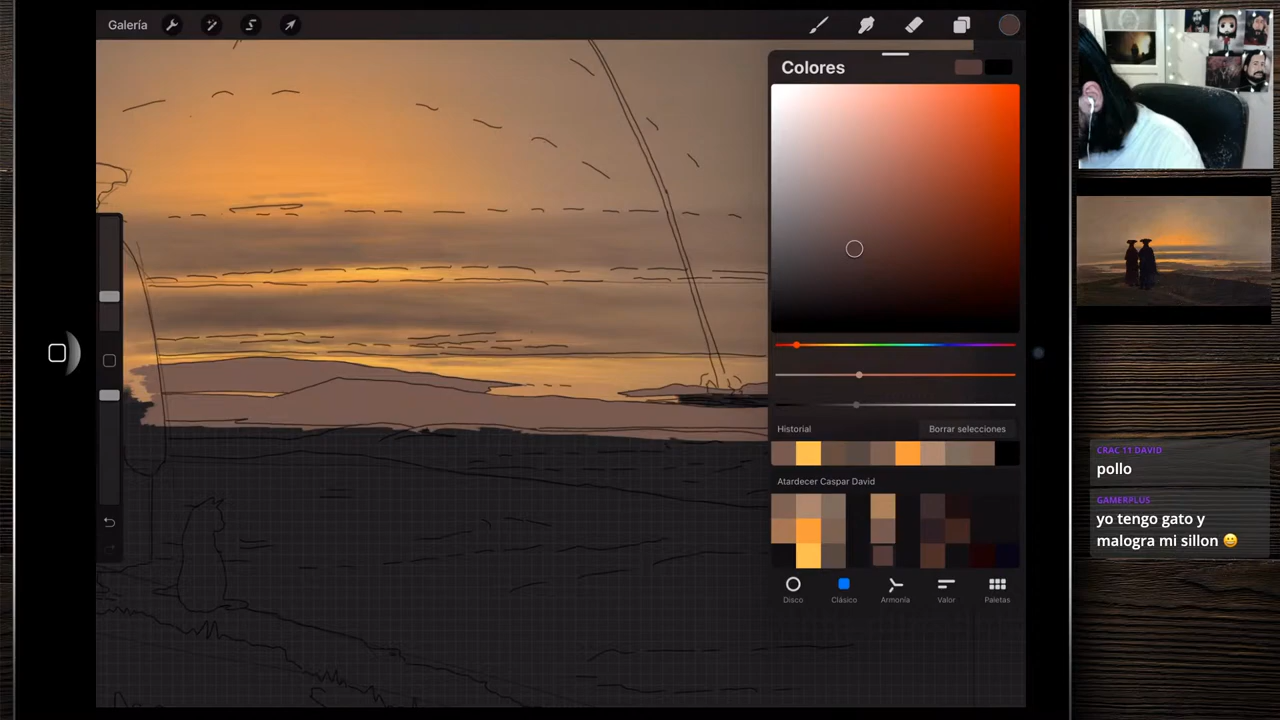 Galería
Colores
Historial
Borrar selecciones
Atardecer Caspar David
Disco
Clásico
Armonía
Valor
Paletas
CRAC 11 DAVID
pollo
GAMERPLUS
yo tengo gato y
malogra mi sillon 😀